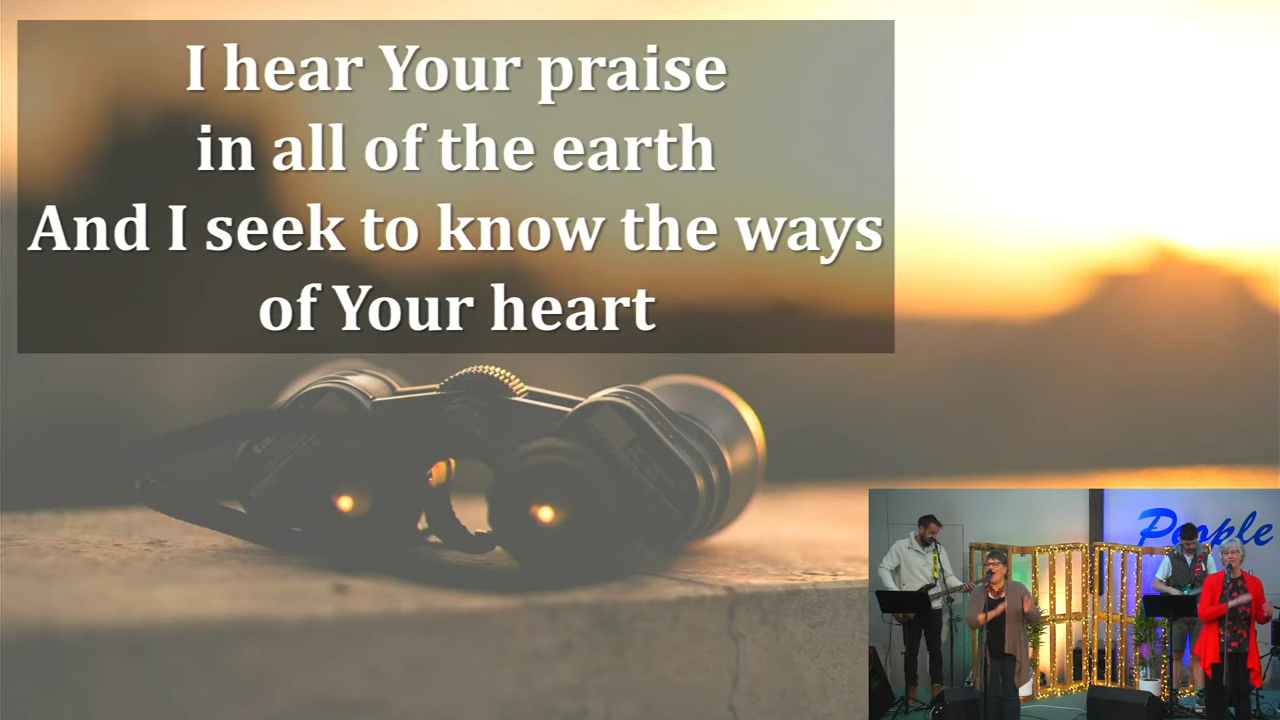 I hear Your praise
in all of the earth
And I seek to know the ways
of Your heart
People